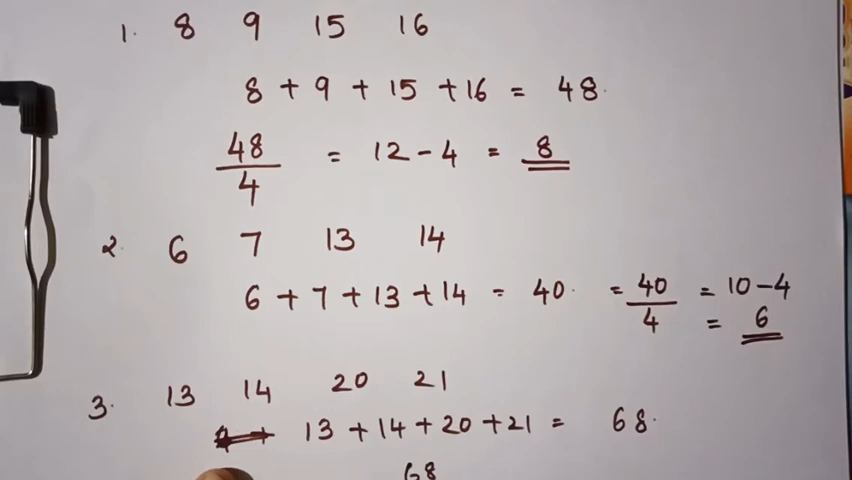 1. 8 9 15 16
8 + 9 + 15 + 16 = 48.
48/4 = 12 - 4 = 8
2. 6 7 13 14
6 + 7 + 13 + 14 = 40. = 40/4 = 10 - 4
= 6
3. 13 14 20 21
13 + 14 + 20 + 21 = 68.
68